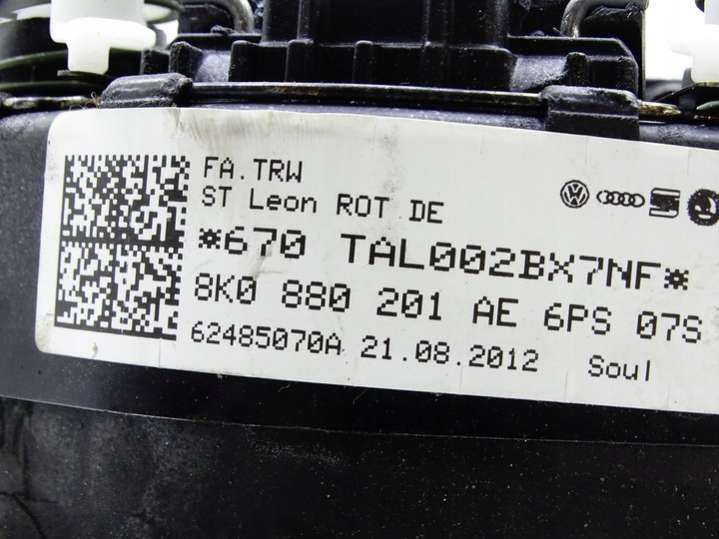 FA.TRW
ST Leon ROT DE
*670 TAL002BX7NF*
8K0 880 201 AE 6PS 07S
62485070A 21.08.2012 Soul